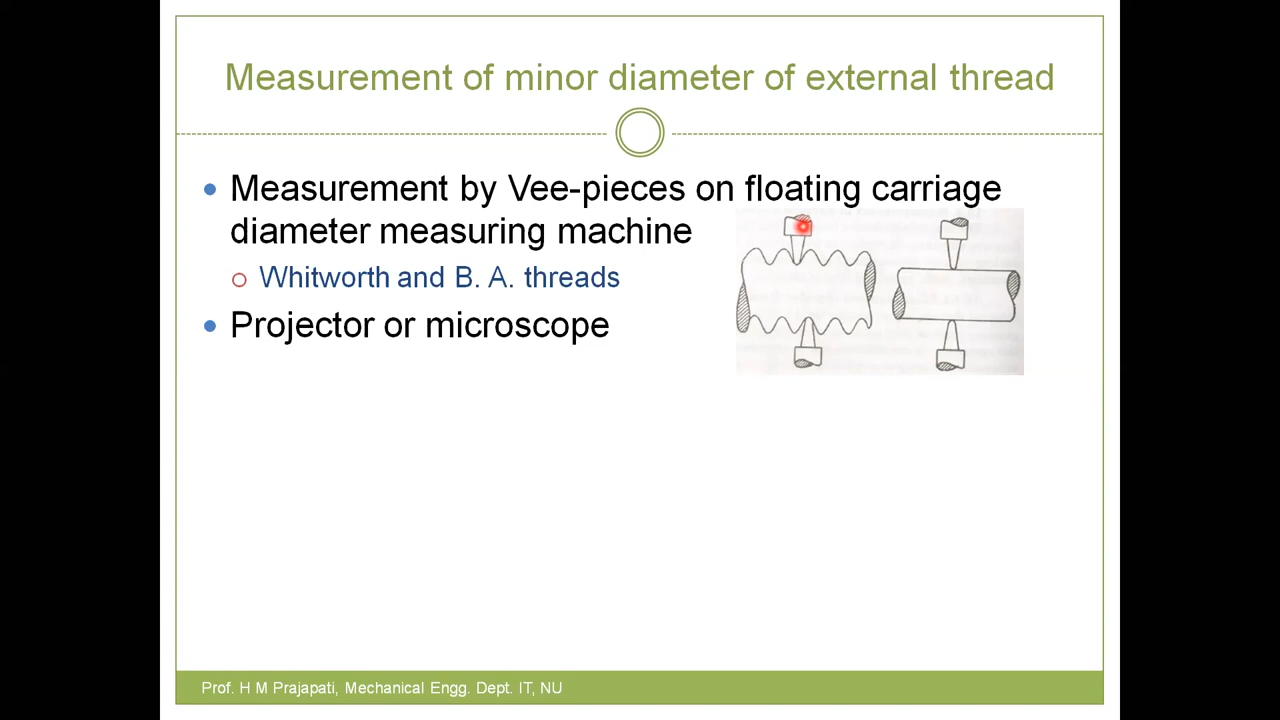 Measurement of minor diameter of external thread
Measurement by Vee-pieces on floating carriage
diameter measuring machine
Whitworth and B. A. threads
Projector or microscope
Prof. H M Prajapati, Mechanical Engg. Dept. IT, NU